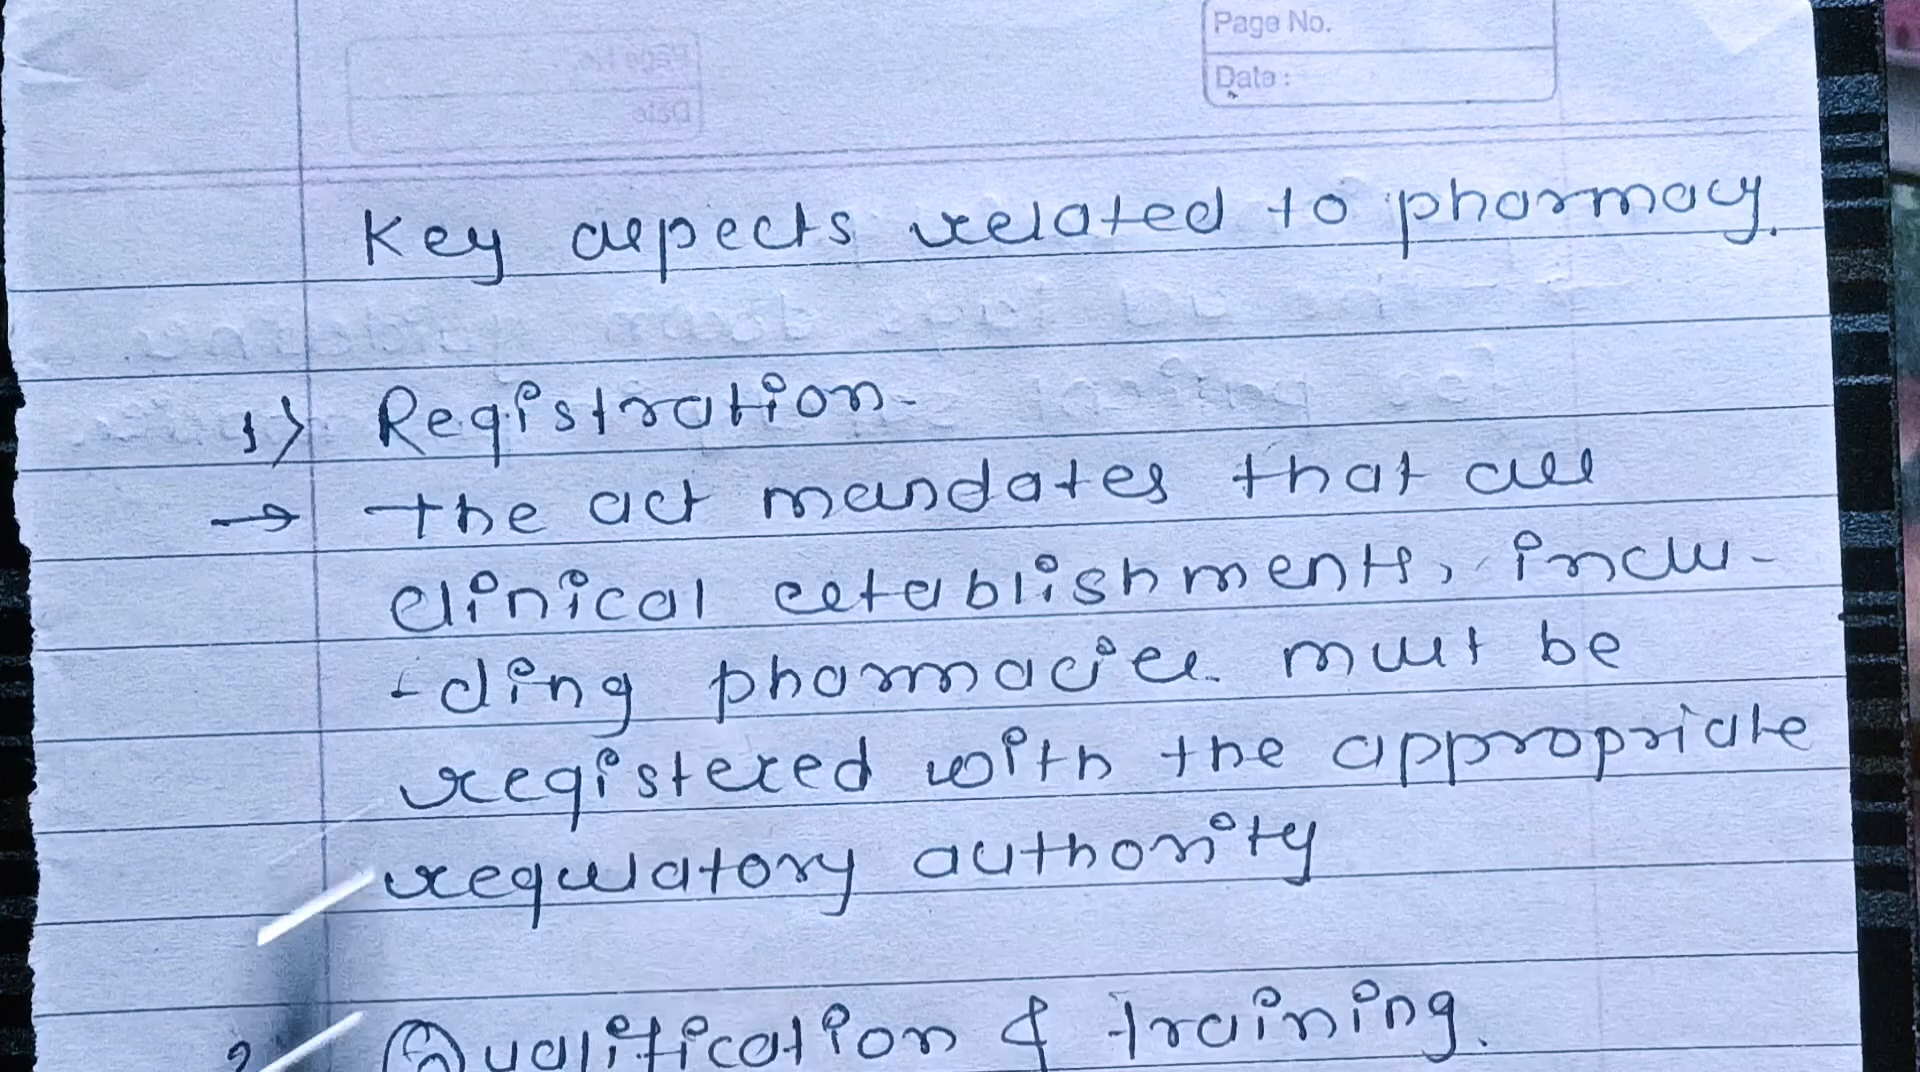 Page No.
Date:
Key aspects related to pharmacy.
1) Registration-
→ the act mandates that all
clinical establishments, inclu-
-ding pharmacies must be
registered with the appropriate
regulatory authority
2 Qualification & training.